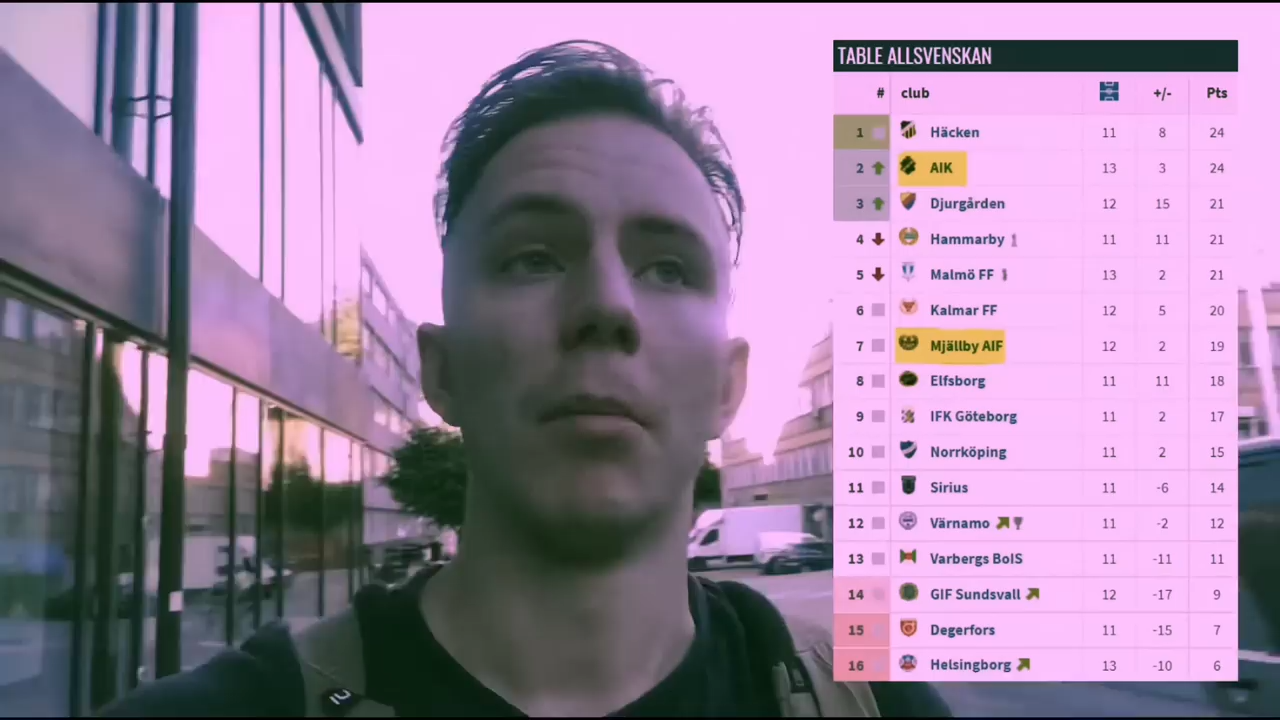 TABLE ALLSVENSKAN
# club +/- Pts
1 Häcken 11 8 24
2 AIK 13 3 24
3 Djurgården 12 15 21
4 Hammarby 11 11 21
5 Malmö FF 13 2 21
6 Kalmar FF 12 5 20
7 Mjällby AIF 12 2 19
8 Elfsborg 11 11 18
9 IFK Göteborg 11 2 17
10 Norrköping 11 2 15
11 Sirius 11 -6 14
12 Värnamo 11 -2 12
13 Varbergs BoIS 11 -11 11
14 GIF Sundsvall 12 -17 9
15 Degerfors 11 -15 7
16 Helsingborg 13 -10 6